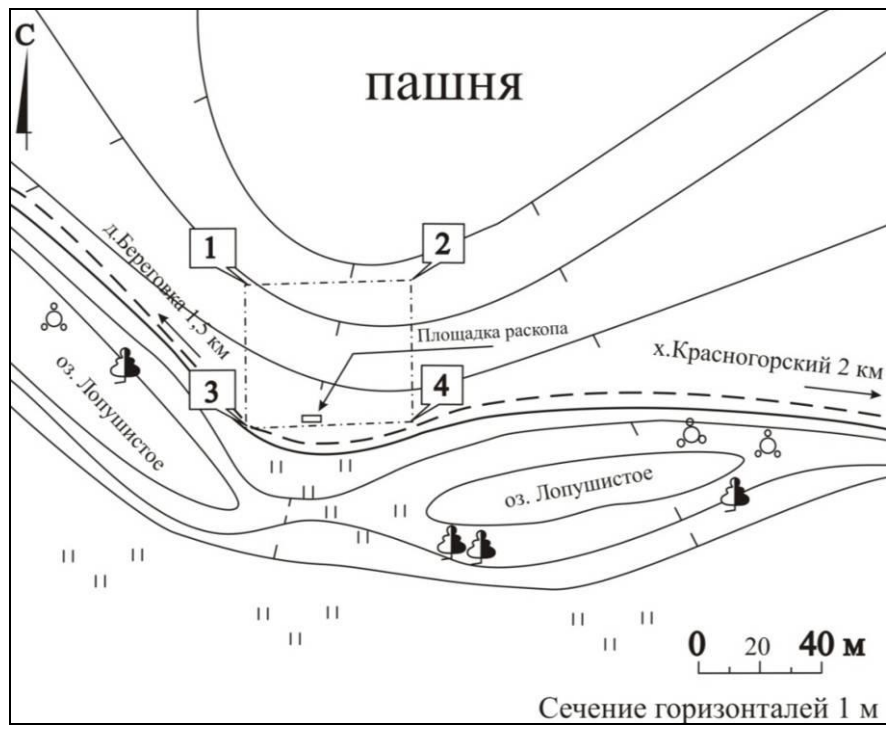 С
пашня
1
2
д.Береговка 1,5 км
Площадка раскопа
х.Красногорский 2 км
3
4
оз. Лопушистое
оз. Лопушистое
0 20 40 м
Сечение горизонталей 1 м